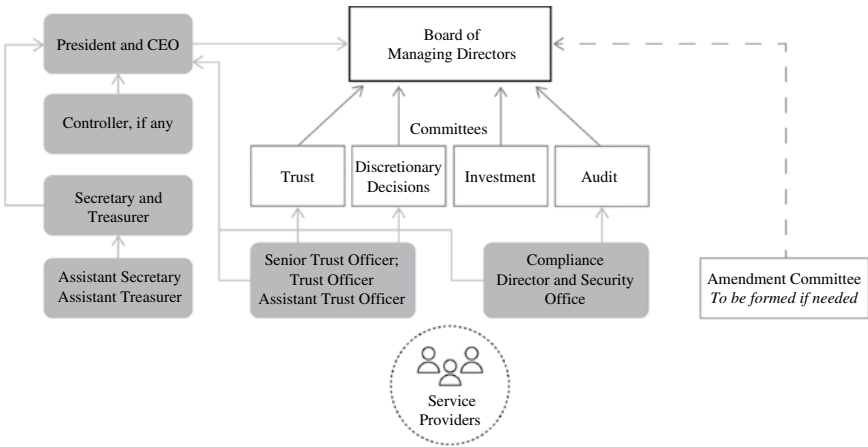 President and CEO
Board of
Managing Directors
Controller, if any
Committees
Trust
Discretionary
Decisions
Investment
Audit
Secretary and
Treasurer
Assistant Secretary
Assistant Treasurer
Senior Trust Officer;
Trust Officer
Assistant Trust Officer
Compliance
Director and Security
Office
Amendment Committee
To be formed if needed
Service
Providers